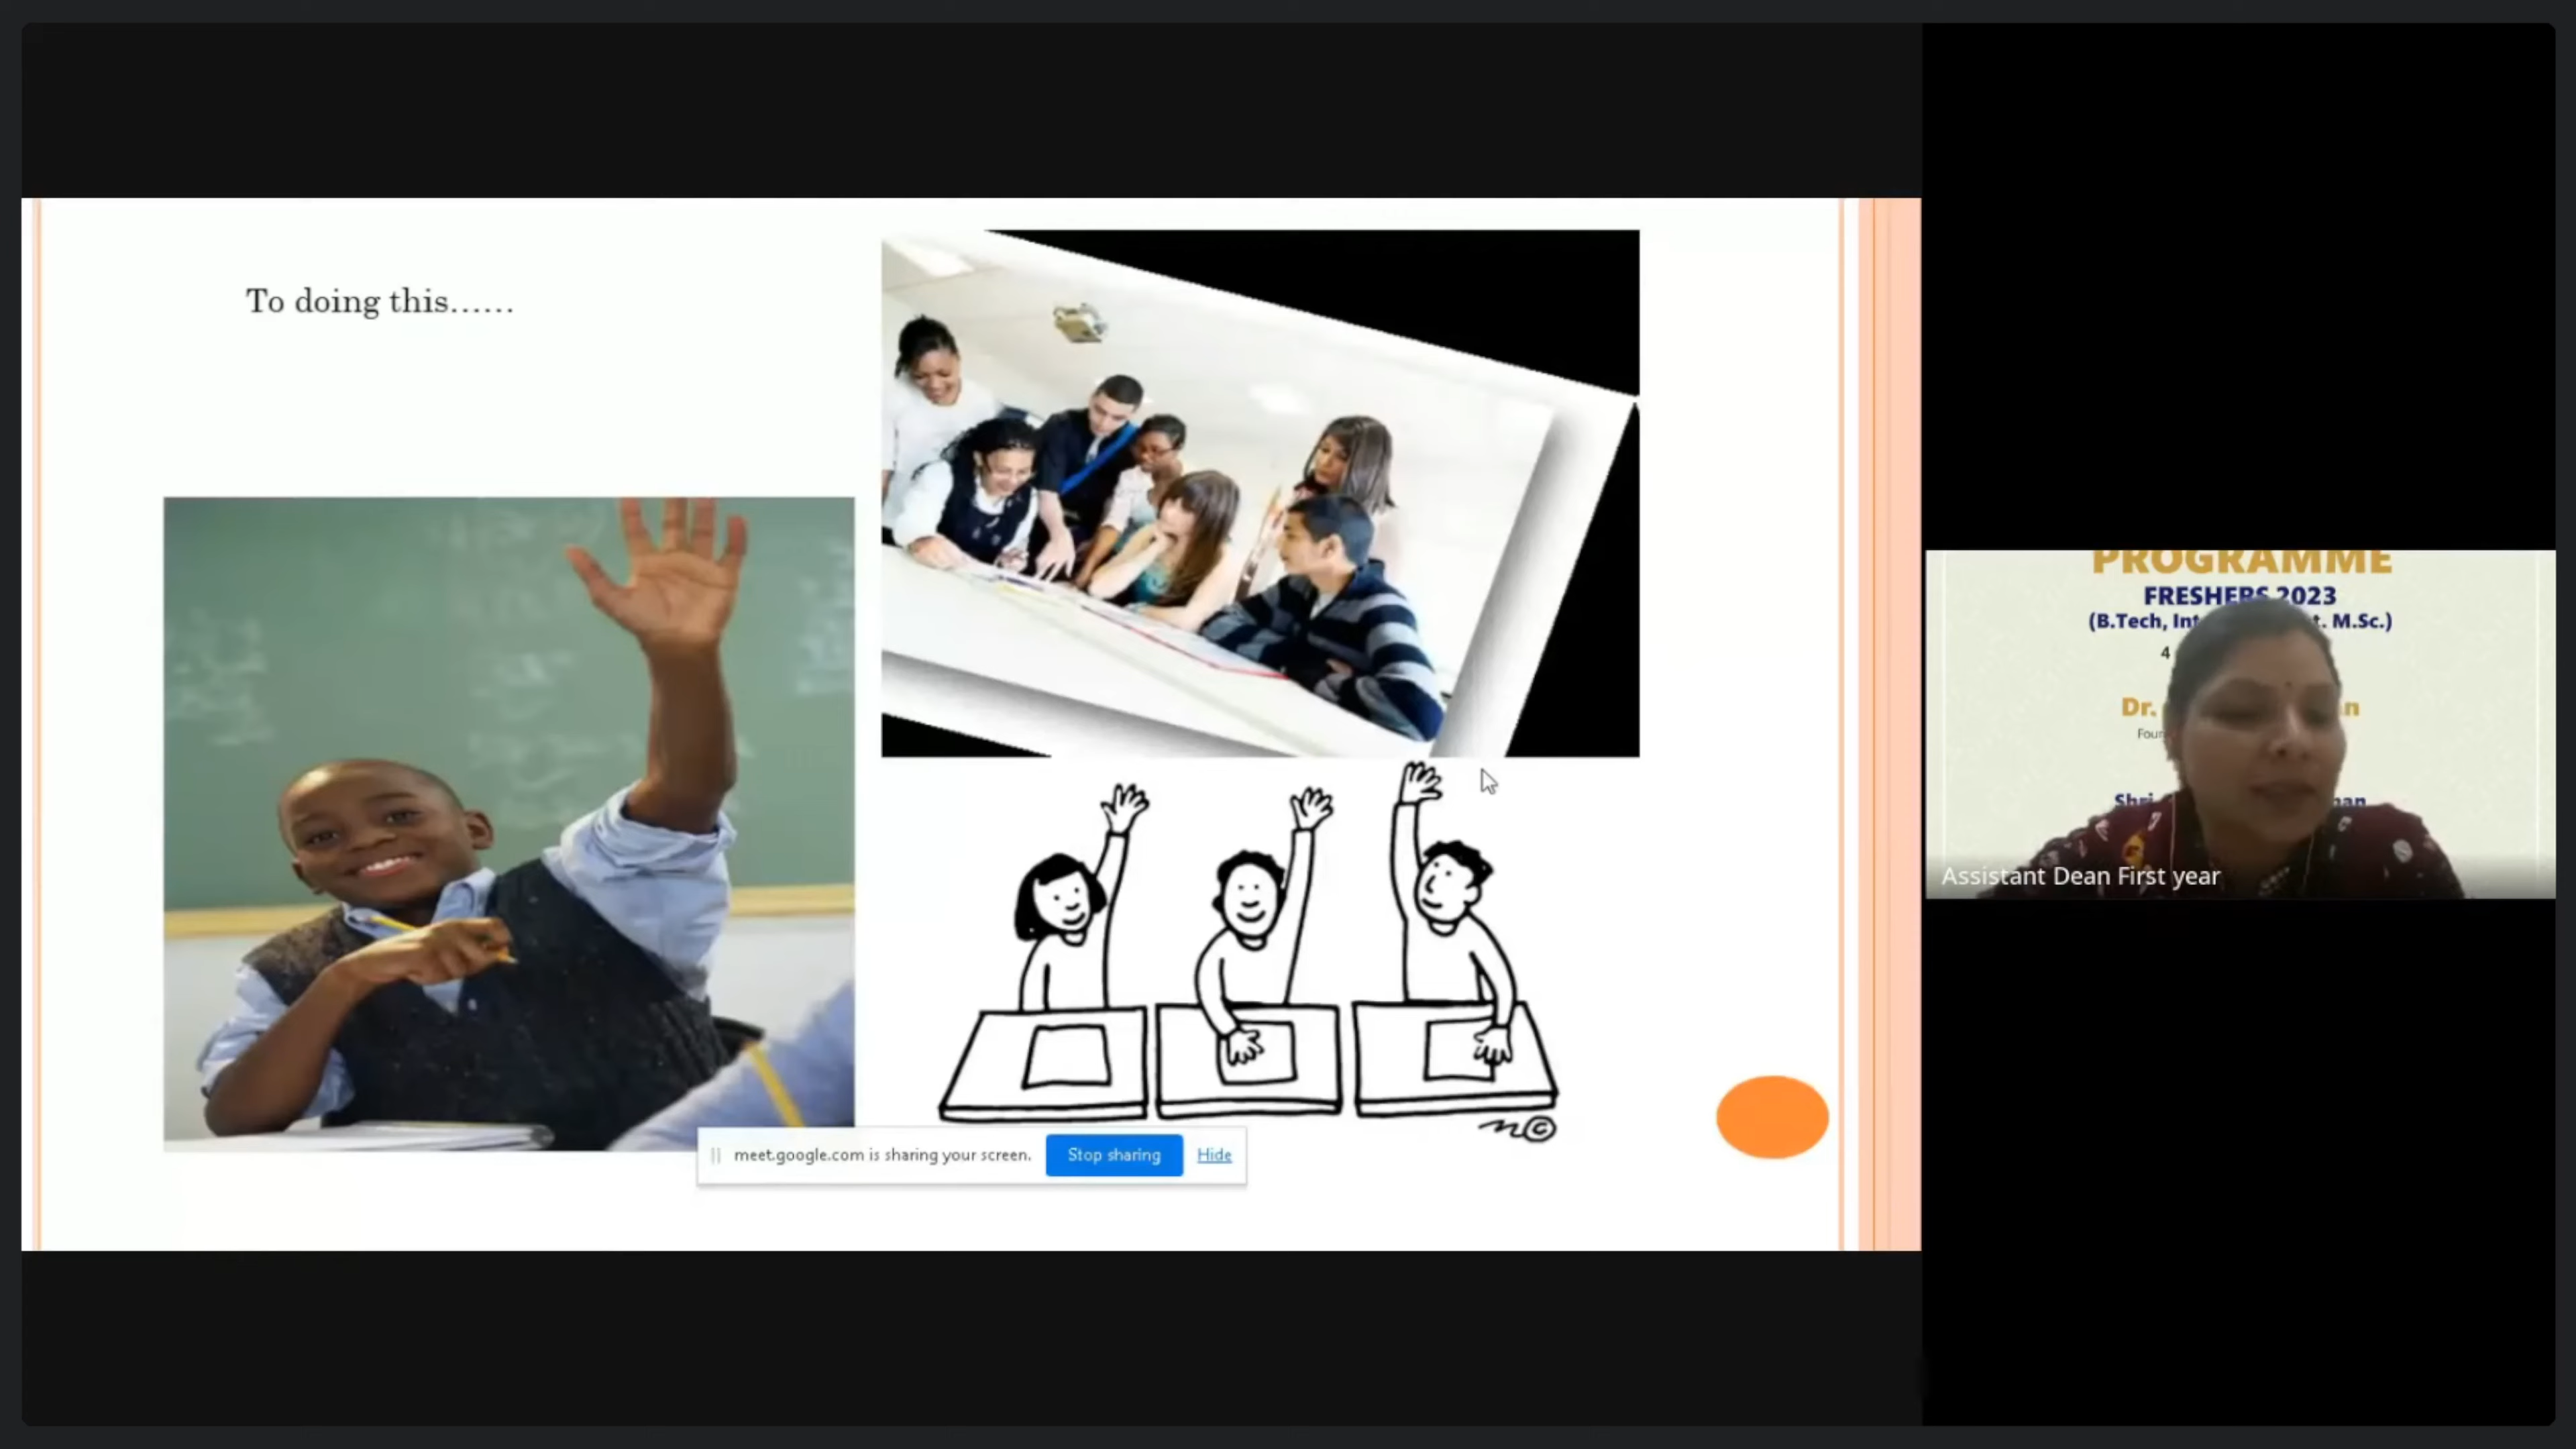 To doing this......
meet.google.com is sharing your screen. Stop sharing Hide
PROGRAMME
FRESHERS 2023
(B.Tech, Int. M.Sc.)
4
Dr.
Shri
Assistant Dean First year